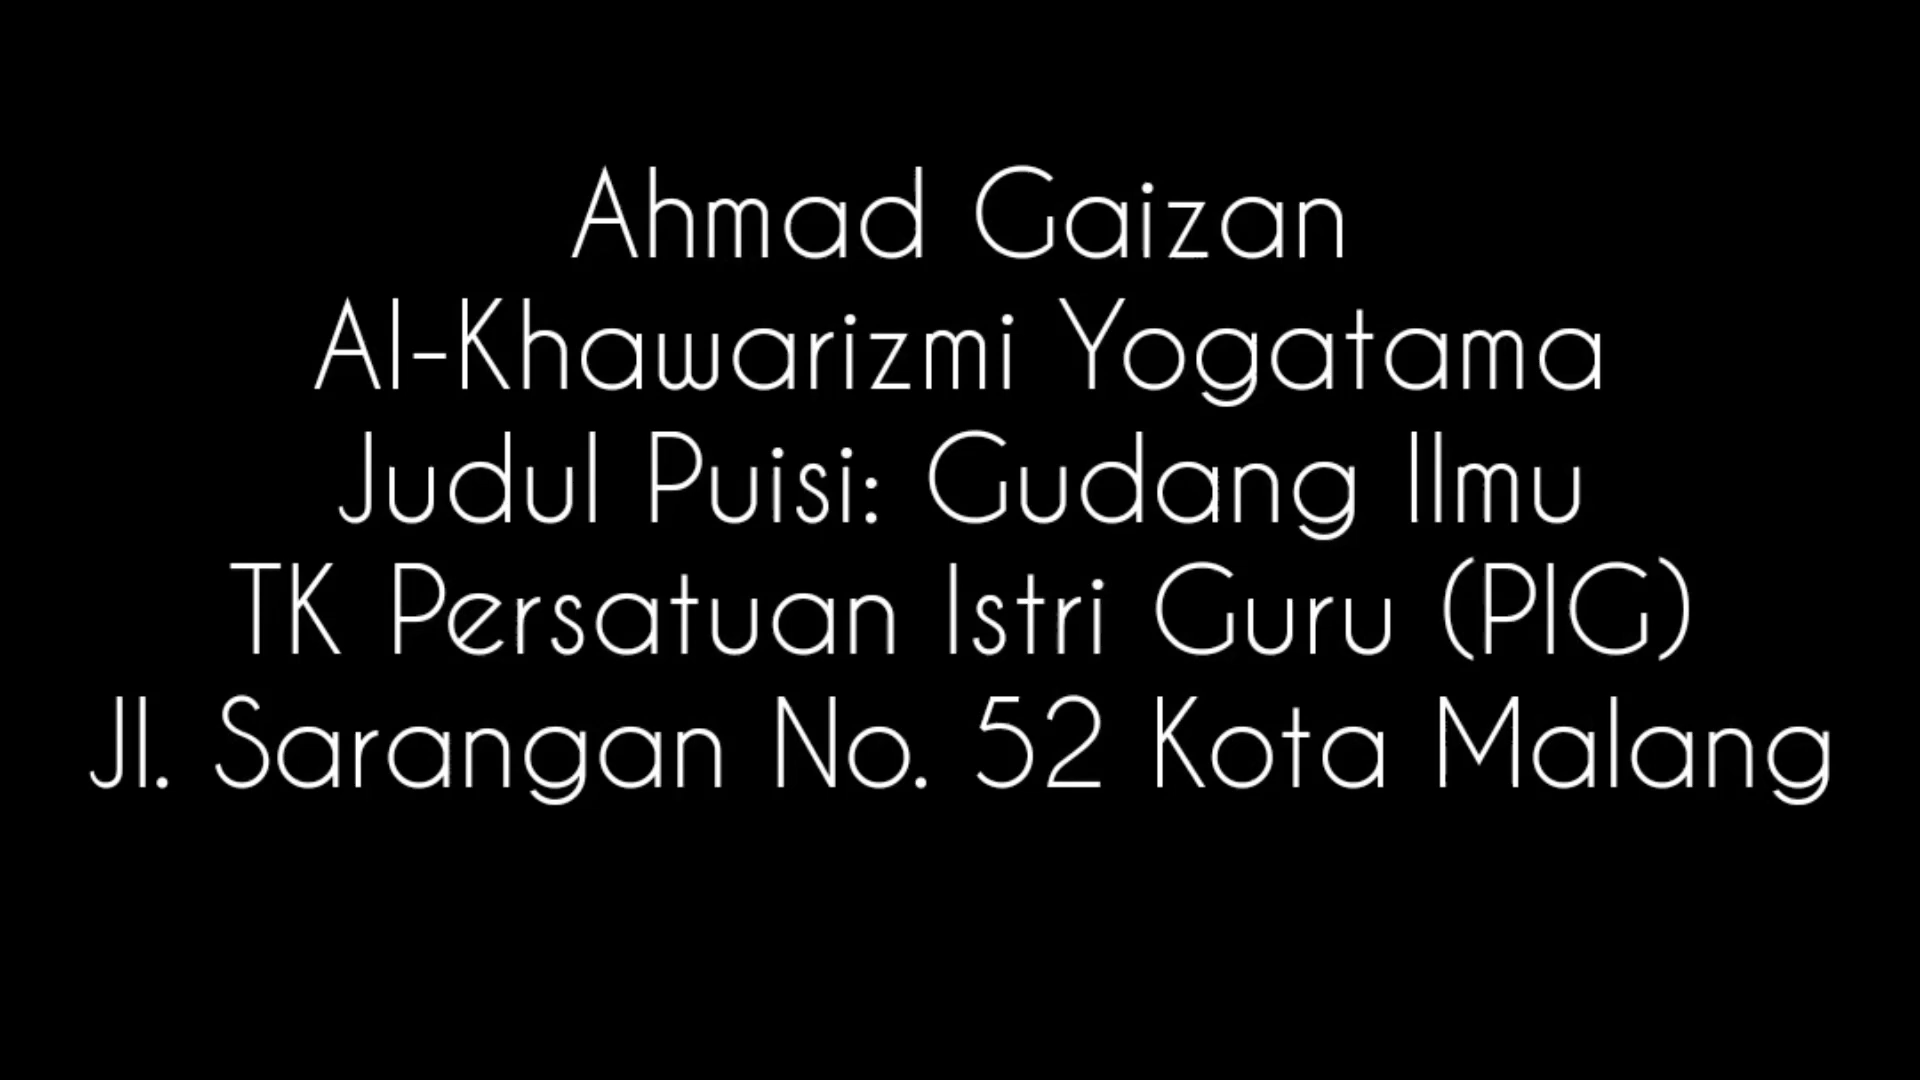 Ahmad Gaizan
Al-Khawarizmi Yogatama
Judul Puisi: Gudang Ilmu
TK Persatuan Istri Guru (PIG)
Jl. Sarangan No. 52 Kota Malang